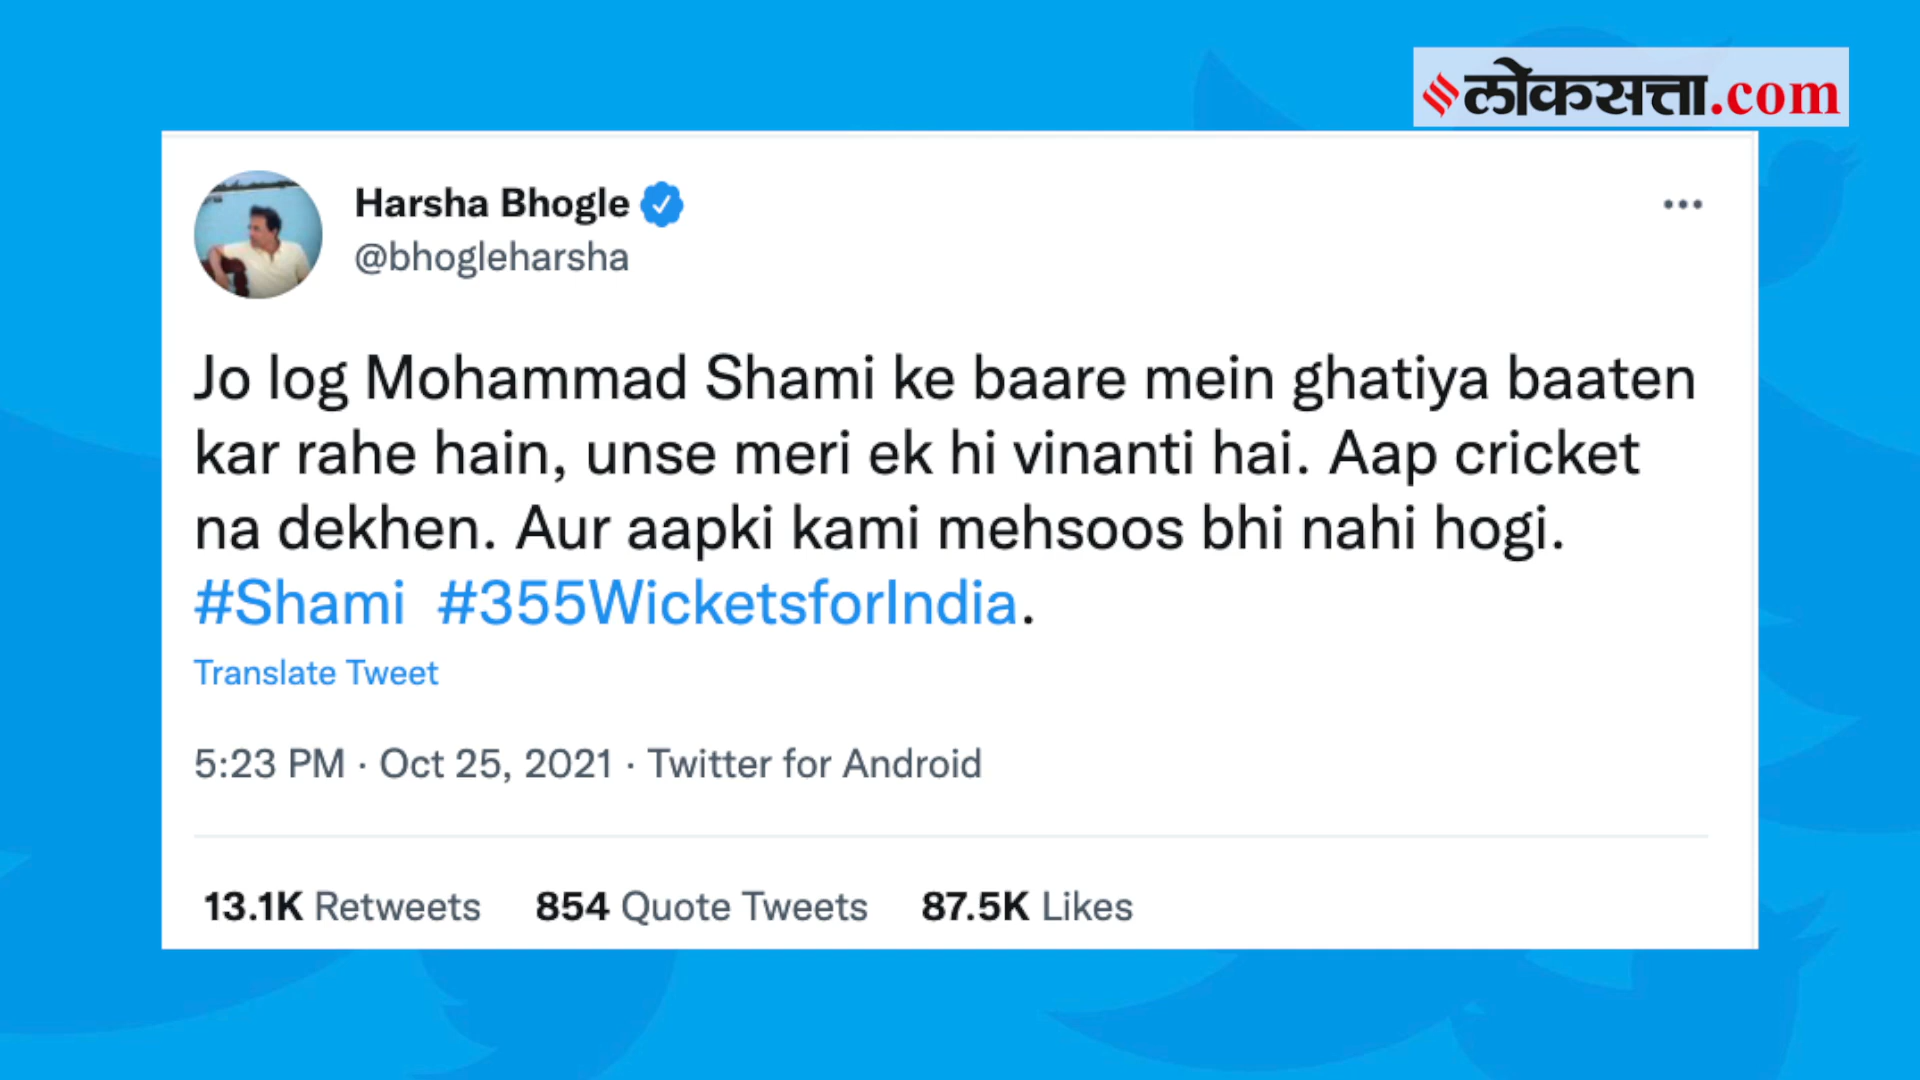 लोकसत्ता.com
Harsha Bhogle
@bhogleharsha
Jo log Mohammad Shami ke baare mein ghatiya baaten
kar rahe hain, unse meri ek hi vinanti hai. Aap cricket
na dekhen. Aur aapki kami mehsoos bhi nahi hogi.
#Shami #355WicketsforIndia.
Translate Tweet
5:23 PM · Oct 25, 2021 · Twitter for Android
13.1K Retweets 854 Quote Tweets 87.5K Likes